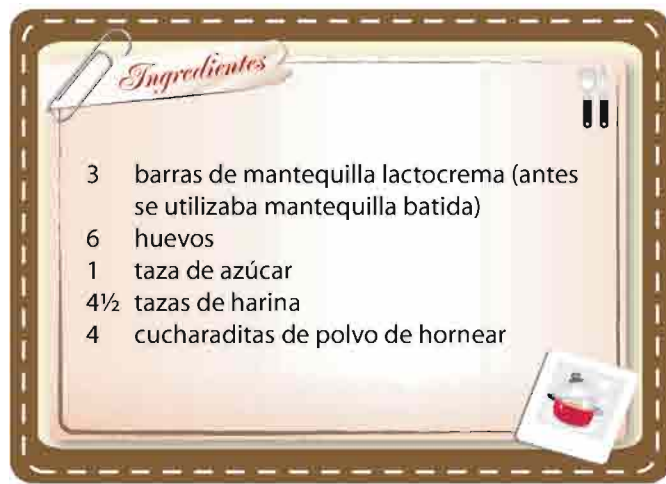 Ingredientes
3 barras de mantequilla lactocrema (antes
se utilizaba mantequilla batida)
6 huevos
1 taza de azúcar
4½ tazas de harina
4 cucharaditas de polvo de hornear